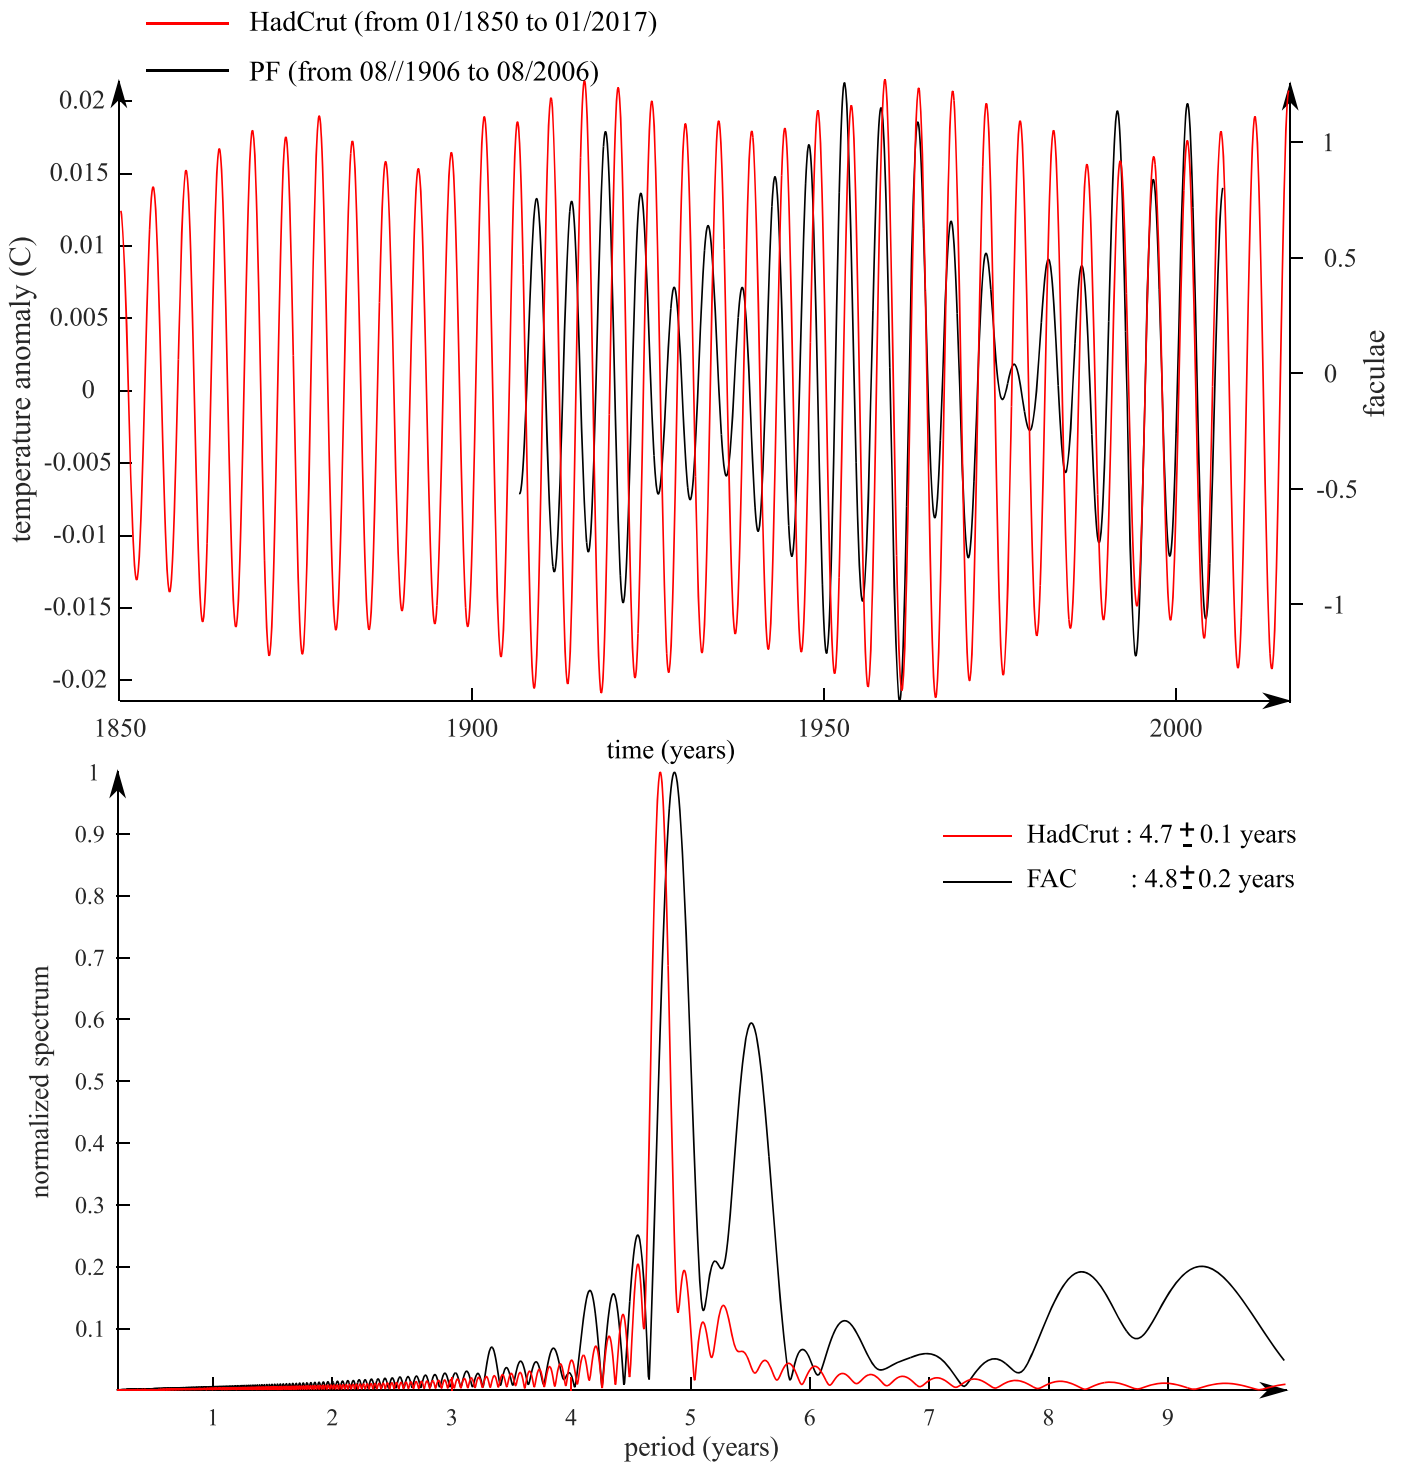 HadCrut (from 01/1850 to 01/2017)
PF (from 08//1906 to 08/2006)
0.02
0.015
0.01
0.005
0
-0.005
-0.01
-0.015
-0.02
temperature anomaly (C)
1
0.5
0
-0.5
-1
faculae
1850 1900 1950 2000
time (years)
1
0.9
0.8
0.7
0.6
0.5
0.4
0.3
0.2
0.1
normalized spectrum
HadCrut : 4.7 ± 0.1 years
FAC : 4.8 ± 0.2 years
1 2 3 4 5 6 7 8 9
period (years)